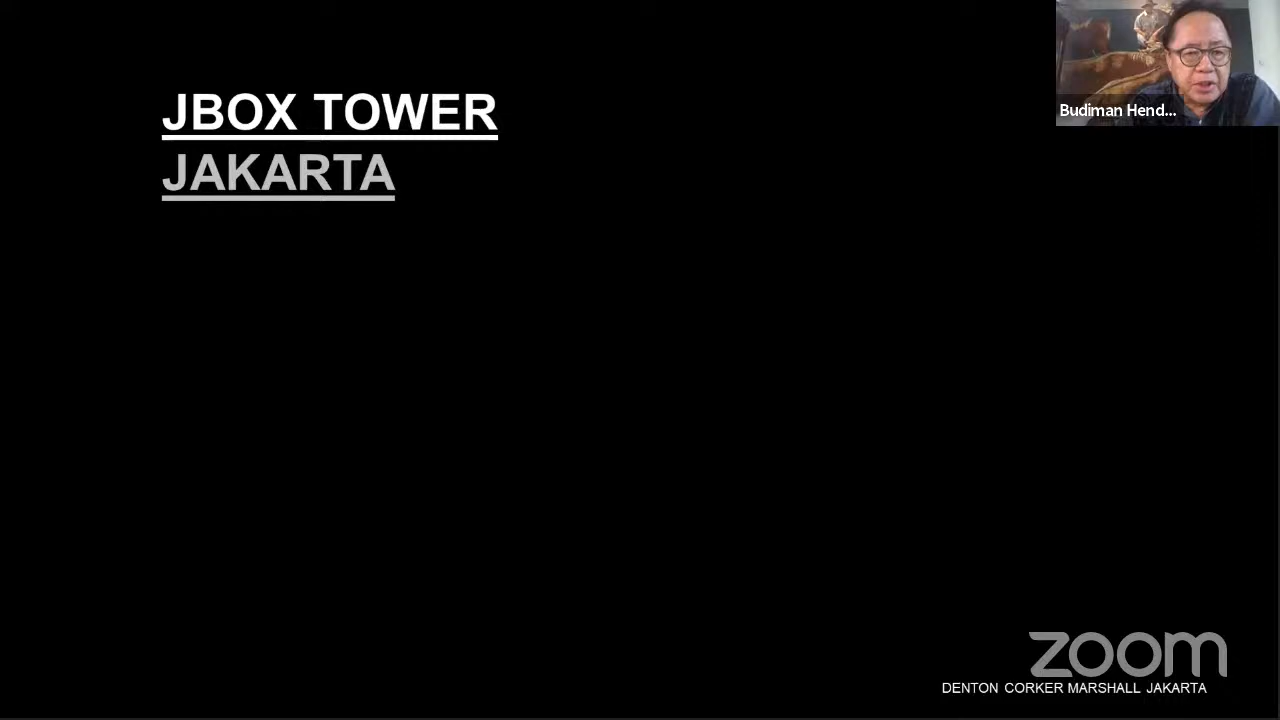 JBOX TOWER
JAKARTA
Budiman Hend...
zoom
DENTON CORKER MARSHALL JAKARTA